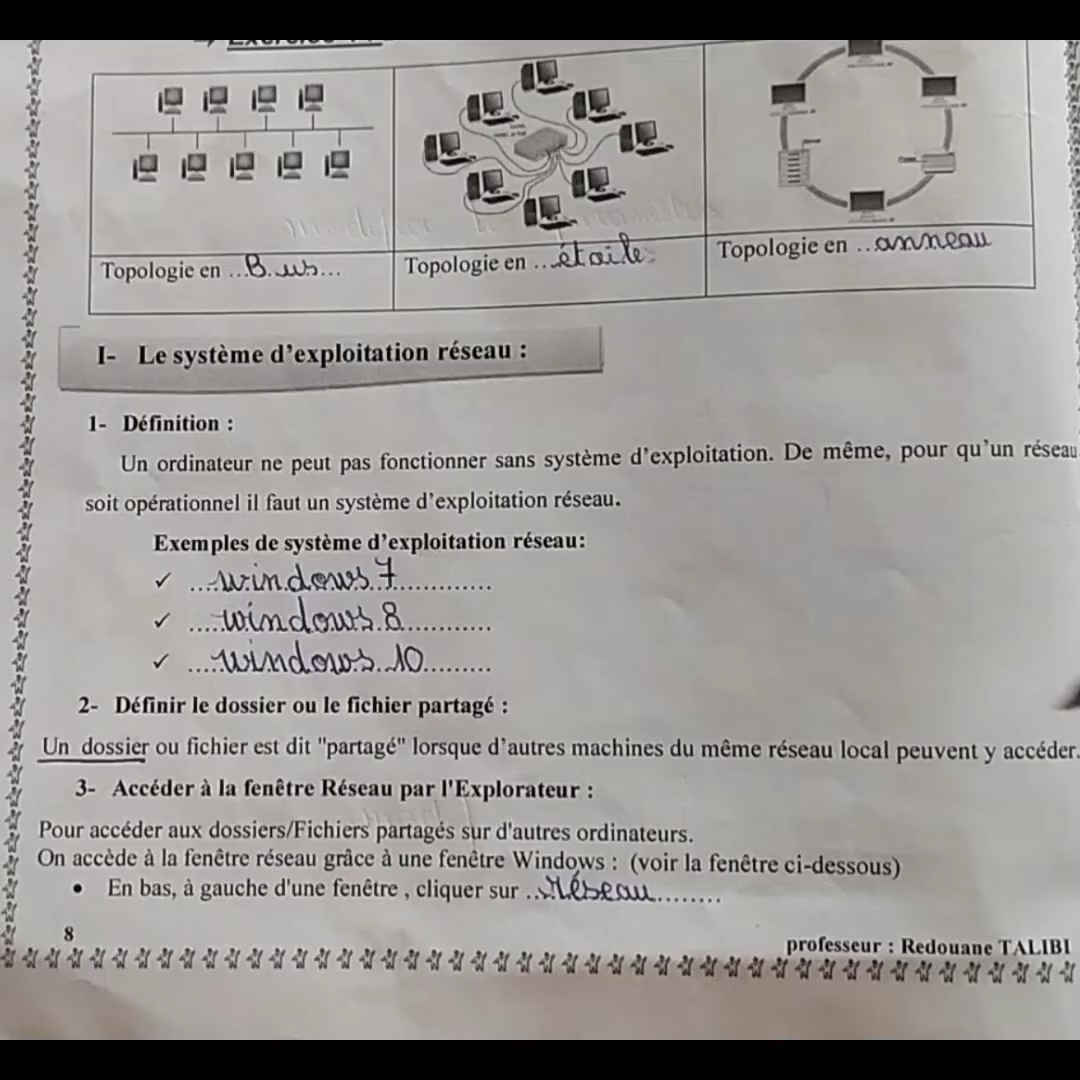 Topologie en ...Bus...
Topologie en ...étoile
Topologie en ..anneau
I- Le système d'exploitation réseau :
1- Définition :
Un ordinateur ne peut pas fonctionner sans système d'exploitation. De même, pour qu'un réseau
soit opérationnel il faut un système d'exploitation réseau.
Exemples de système d'exploitation réseau:
✓ ....windows 7............
✓ .....windows 8...........
✓ ....windows 10.........
2- Définir le dossier ou le fichier partagé :
Un dossier ou fichier est dit "partagé" lorsque d'autres machines du même réseau local peuvent y accéder.
3- Accéder à la fenêtre Réseau par l'Explorateur :
Pour accéder aux dossiers/Fichiers partagés sur d'autres ordinateurs.
On accède à la fenêtre réseau grâce à une fenêtre Windows : (voir la fenêtre ci-dessous)
• En bas, à gauche d'une fenêtre , cliquer sur ..Réseau........
8
professeur : Redouane TALIBI